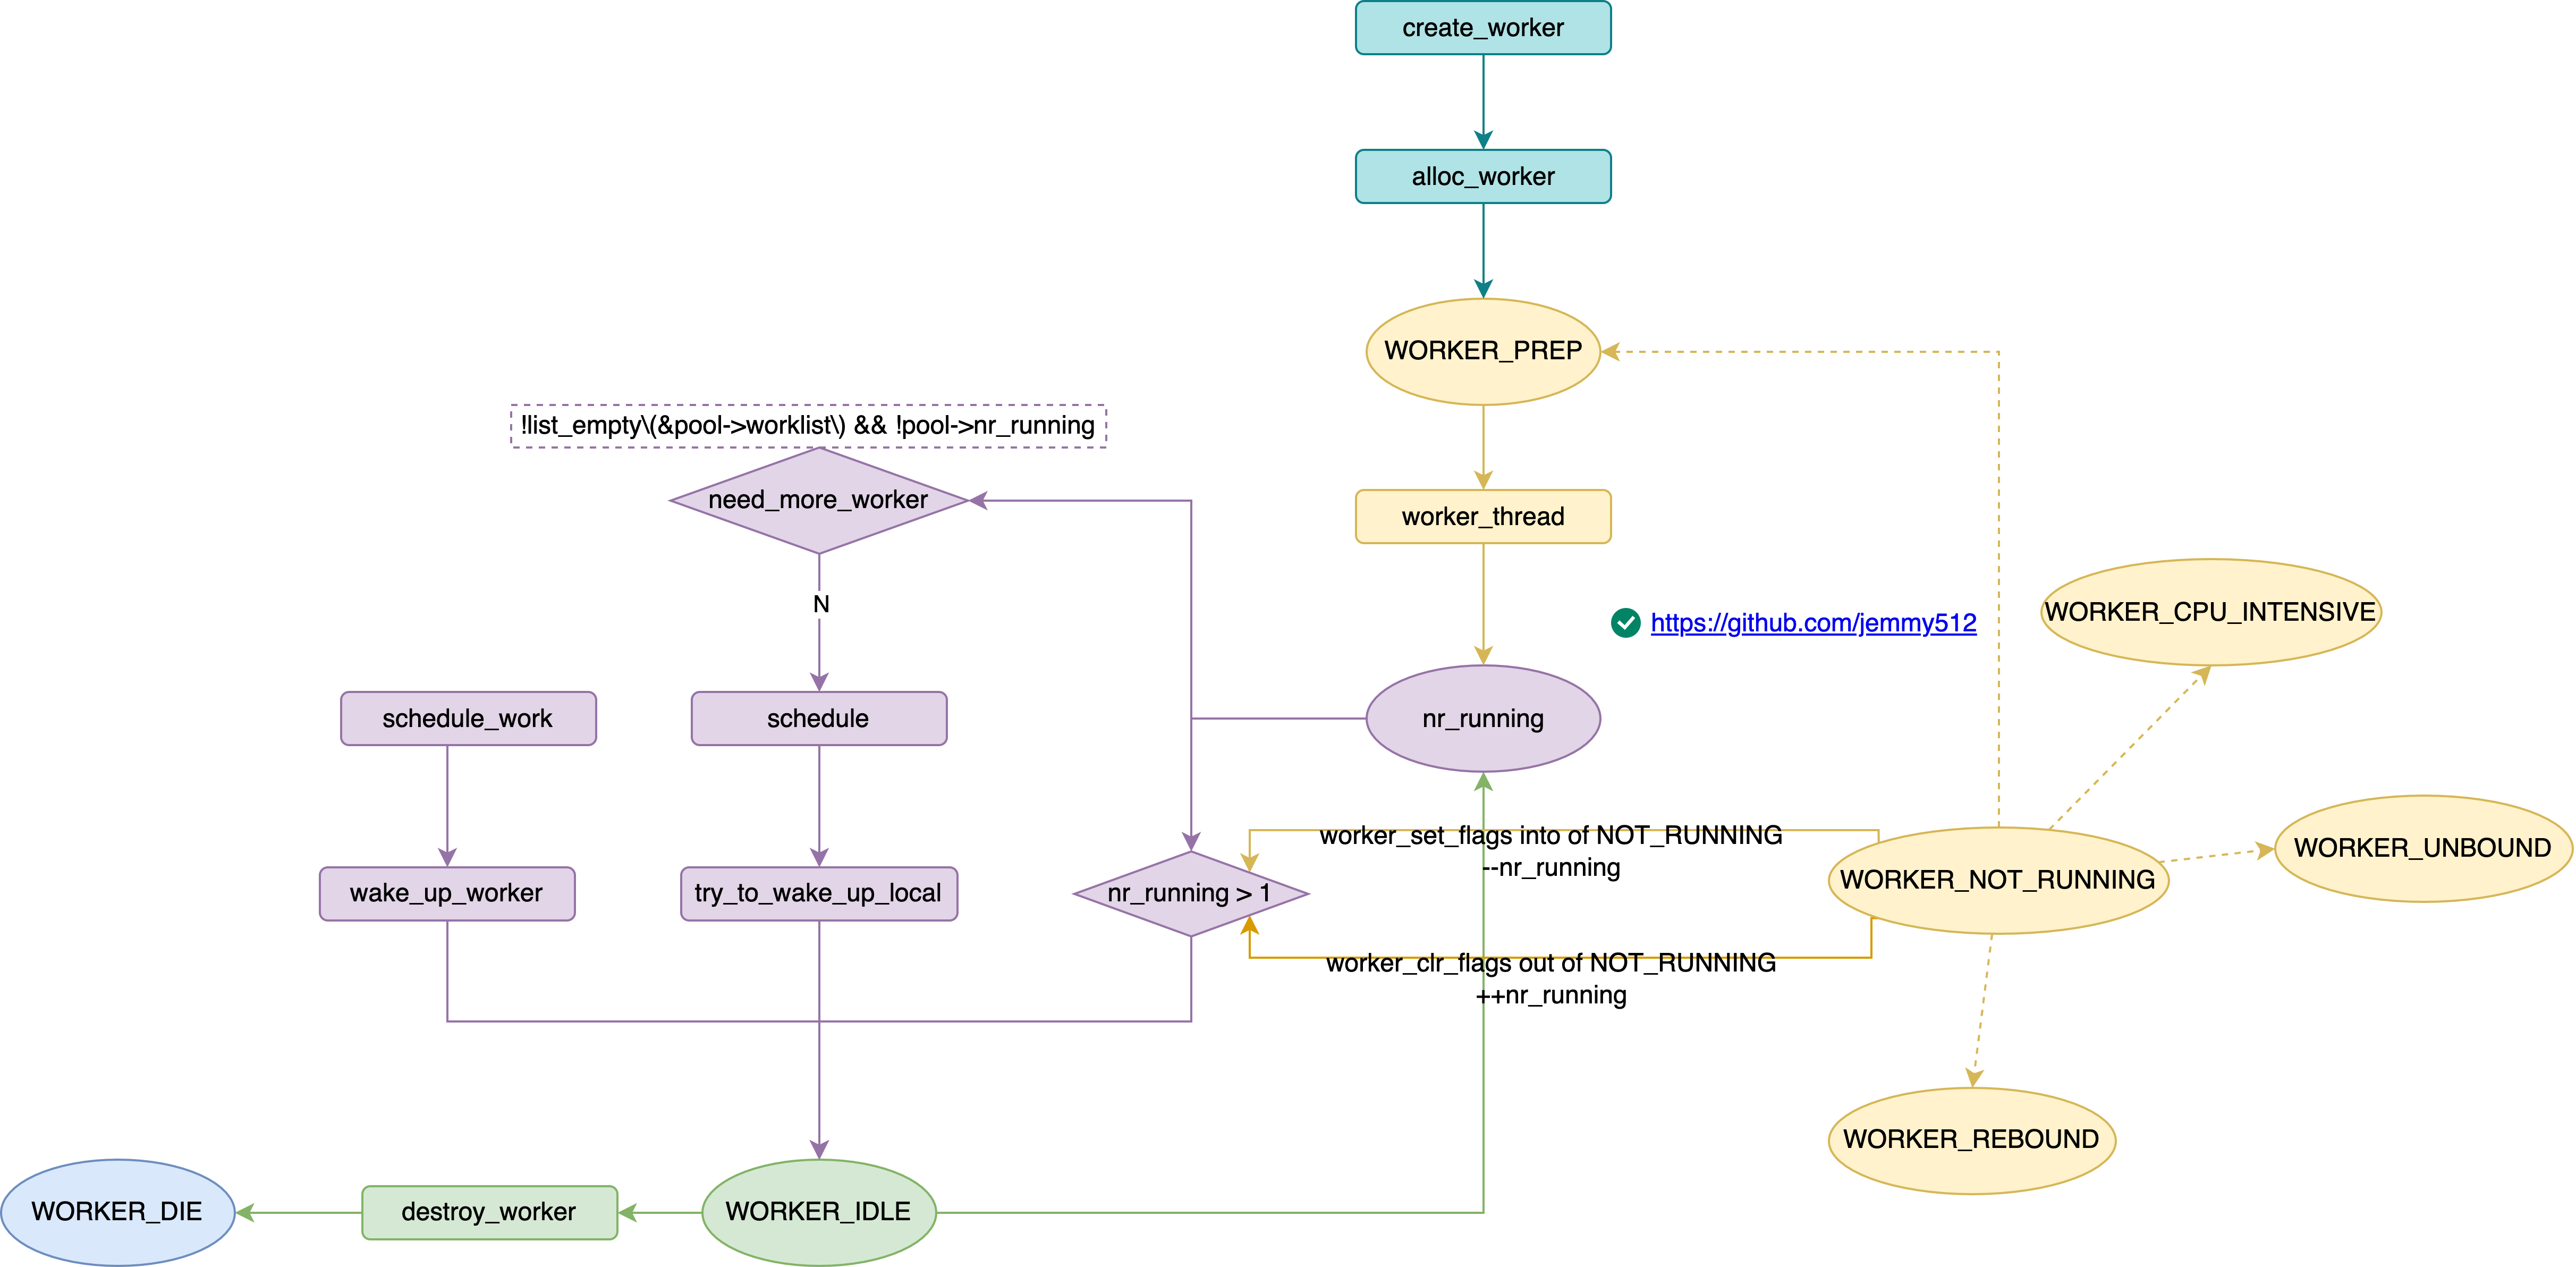 create_worker
alloc_worker
WORKER_PREP
!list_empty\(&pool->worklist\) && !pool->nr_running
need_more_worker
worker_thread
N
https://github.com/jemmy512
WORKER_CPU_INTENSIVE
schedule_work
schedule
nr_running
worker_set_flags into of NOT_RUNNING
--nr_running
WORKER_UNBOUND
wake_up_worker
try_to_wake_up_local
nr_running > 1
WORKER_NOT_RUNNING
worker_clr_flags out of NOT_RUNNING
++nr_running
WORKER_REBOUND
WORKER_DIE
destroy_worker
WORKER_IDLE